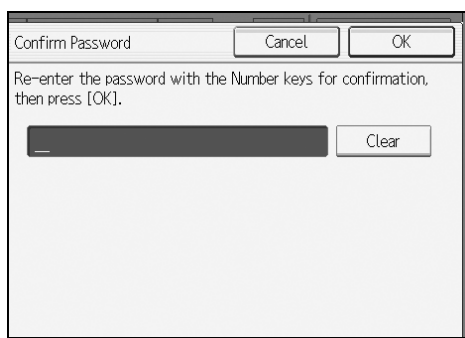 Confirm Password Cancel OK
Re-enter the password with the Number keys for confirmation,
then press [OK].
_ Clear